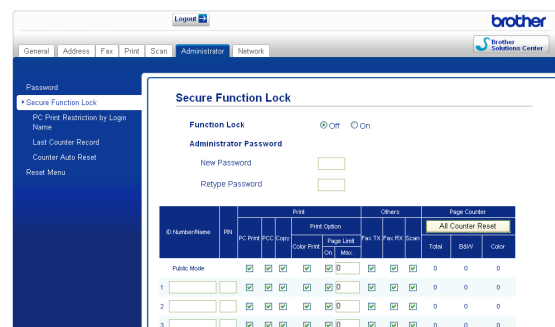 Logout
brother
General Address Fax Print Scan Administrator Network
Brother
Solutions Center
Password
Secure Function Lock
PC Print Restriction by Login
Name
Last Counter Record
Counter Auto Reset
Reset Menu
Secure Function Lock
Function Lock Off On
Administrator Password
New Password
Retype Password
Print Others Page Counter
ID Number/Name PIN PC Print PCC Copy Print Option Fax TX Fax RX Scan All Counter Reset
Color Print Page Limit Total B&W Color
On Max.
Public Mode 0 0 0 0
1 0 0 0 0
2 0 0 0 0
3 0 0 0 0